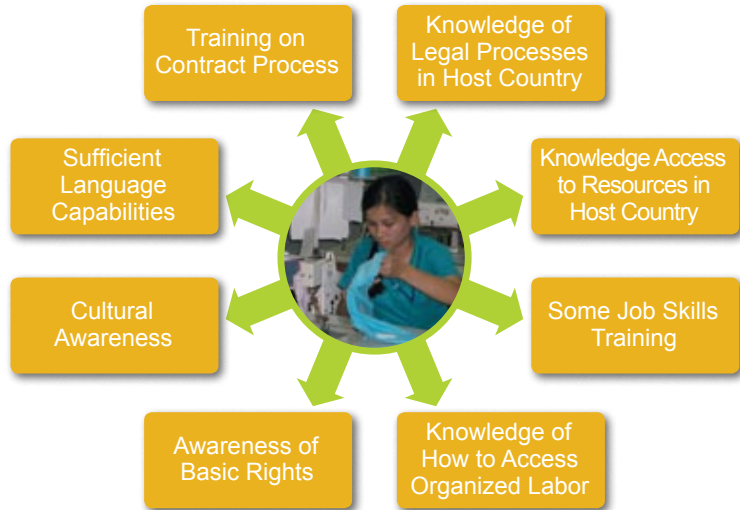 Training on
Contract Process
Knowledge of
Legal Processes
in Host Country
Sufficient
Language
Capabilities
Knowledge Access
to Resources in
Host Country
Cultural
Awareness
Some Job Skills
Training
Awareness of
Basic Rights
Knowledge of
How to Access
Organized Labor